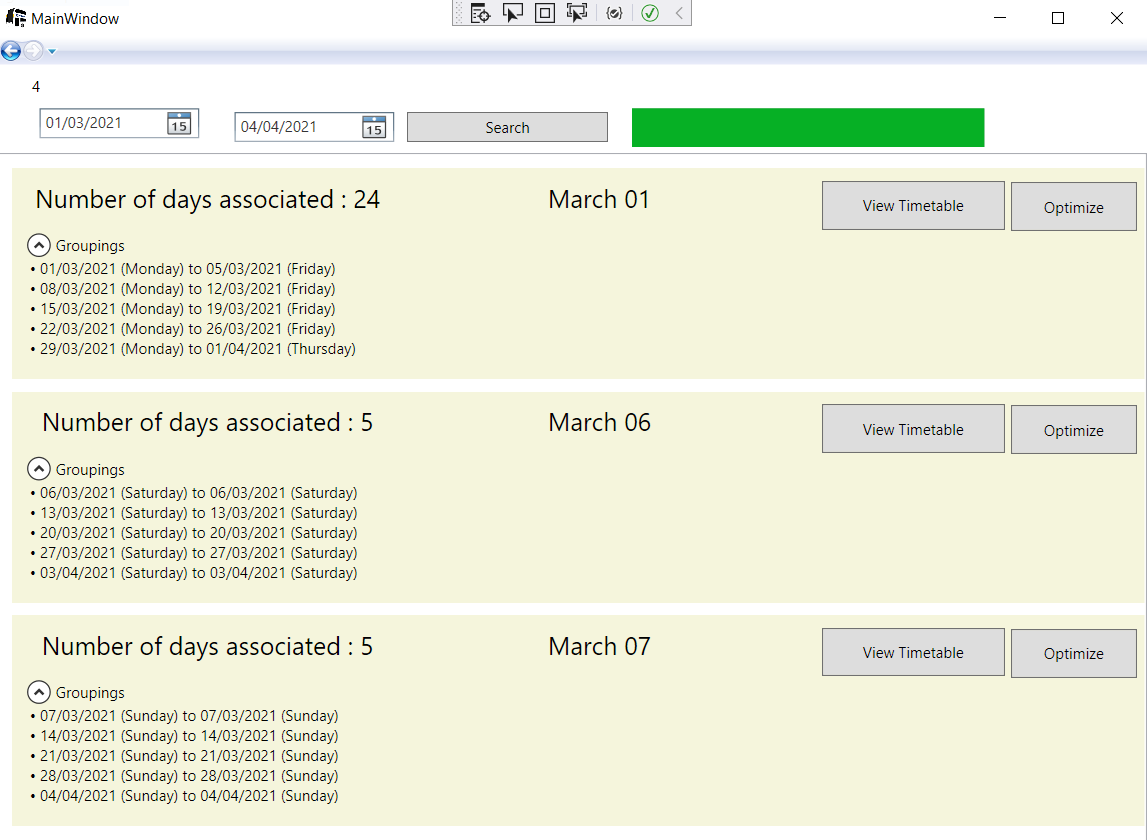 MainWindow
4
01/03/2021 15 04/04/2021 15 Search
Number of days associated : 24 March 01 View Timetable Optimize
Groupings
• 01/03/2021 (Monday) to 05/03/2021 (Friday)
• 08/03/2021 (Monday) to 12/03/2021 (Friday)
• 15/03/2021 (Monday) to 19/03/2021 (Friday)
• 22/03/2021 (Monday) to 26/03/2021 (Friday)
• 29/03/2021 (Monday) to 01/04/2021 (Thursday)
Number of days associated : 5 March 06 View Timetable Optimize
Groupings
• 06/03/2021 (Saturday) to 06/03/2021 (Saturday)
• 13/03/2021 (Saturday) to 13/03/2021 (Saturday)
• 20/03/2021 (Saturday) to 20/03/2021 (Saturday)
• 27/03/2021 (Saturday) to 27/03/2021 (Saturday)
• 03/04/2021 (Saturday) to 03/04/2021 (Saturday)
Number of days associated : 5 March 07 View Timetable Optimize
Groupings
• 07/03/2021 (Sunday) to 07/03/2021 (Sunday)
• 14/03/2021 (Sunday) to 14/03/2021 (Sunday)
• 21/03/2021 (Sunday) to 21/03/2021 (Sunday)
• 28/03/2021 (Sunday) to 28/03/2021 (Sunday)
• 04/04/2021 (Sunday) to 04/04/2021 (Sunday)